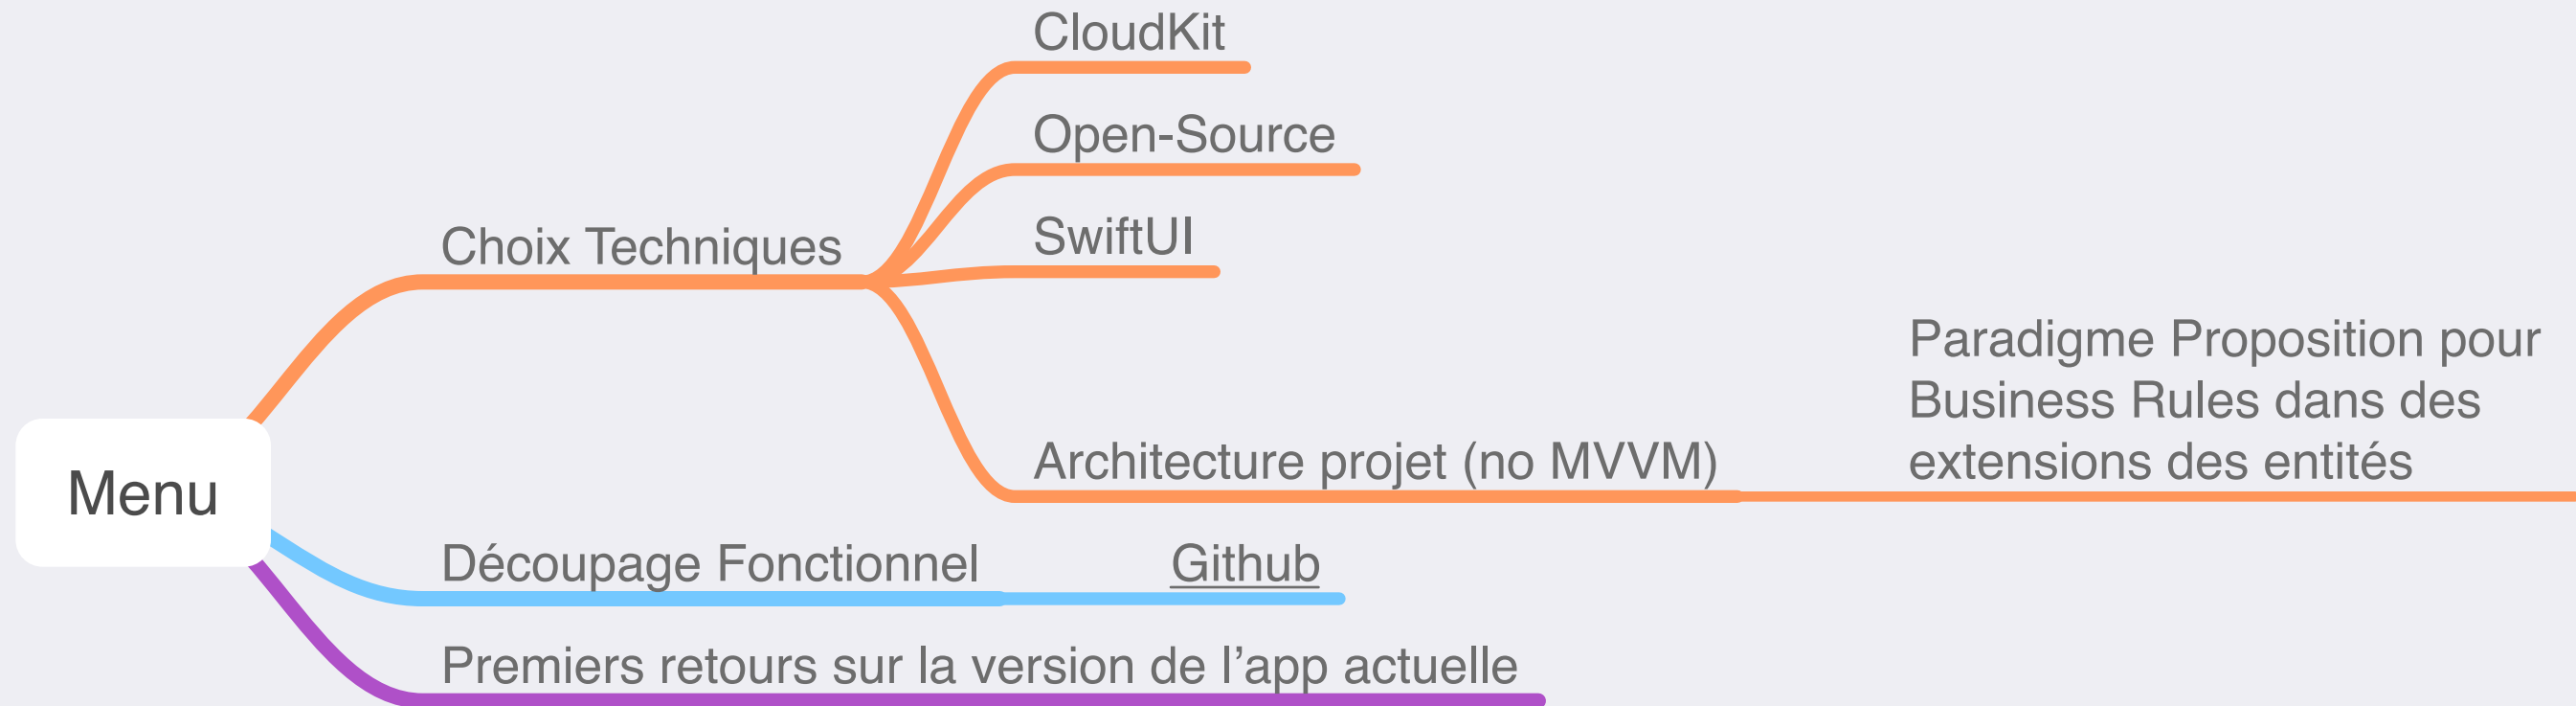 CloudKit
Open-Source
SwiftUI
Choix Techniques
Paradigme Proposition pour
Business Rules dans des
extensions des entités
Architecture projet (no MVVM)
Menu
Découpage Fonctionnel
Github
Premiers retours sur la version de l’app actuelle